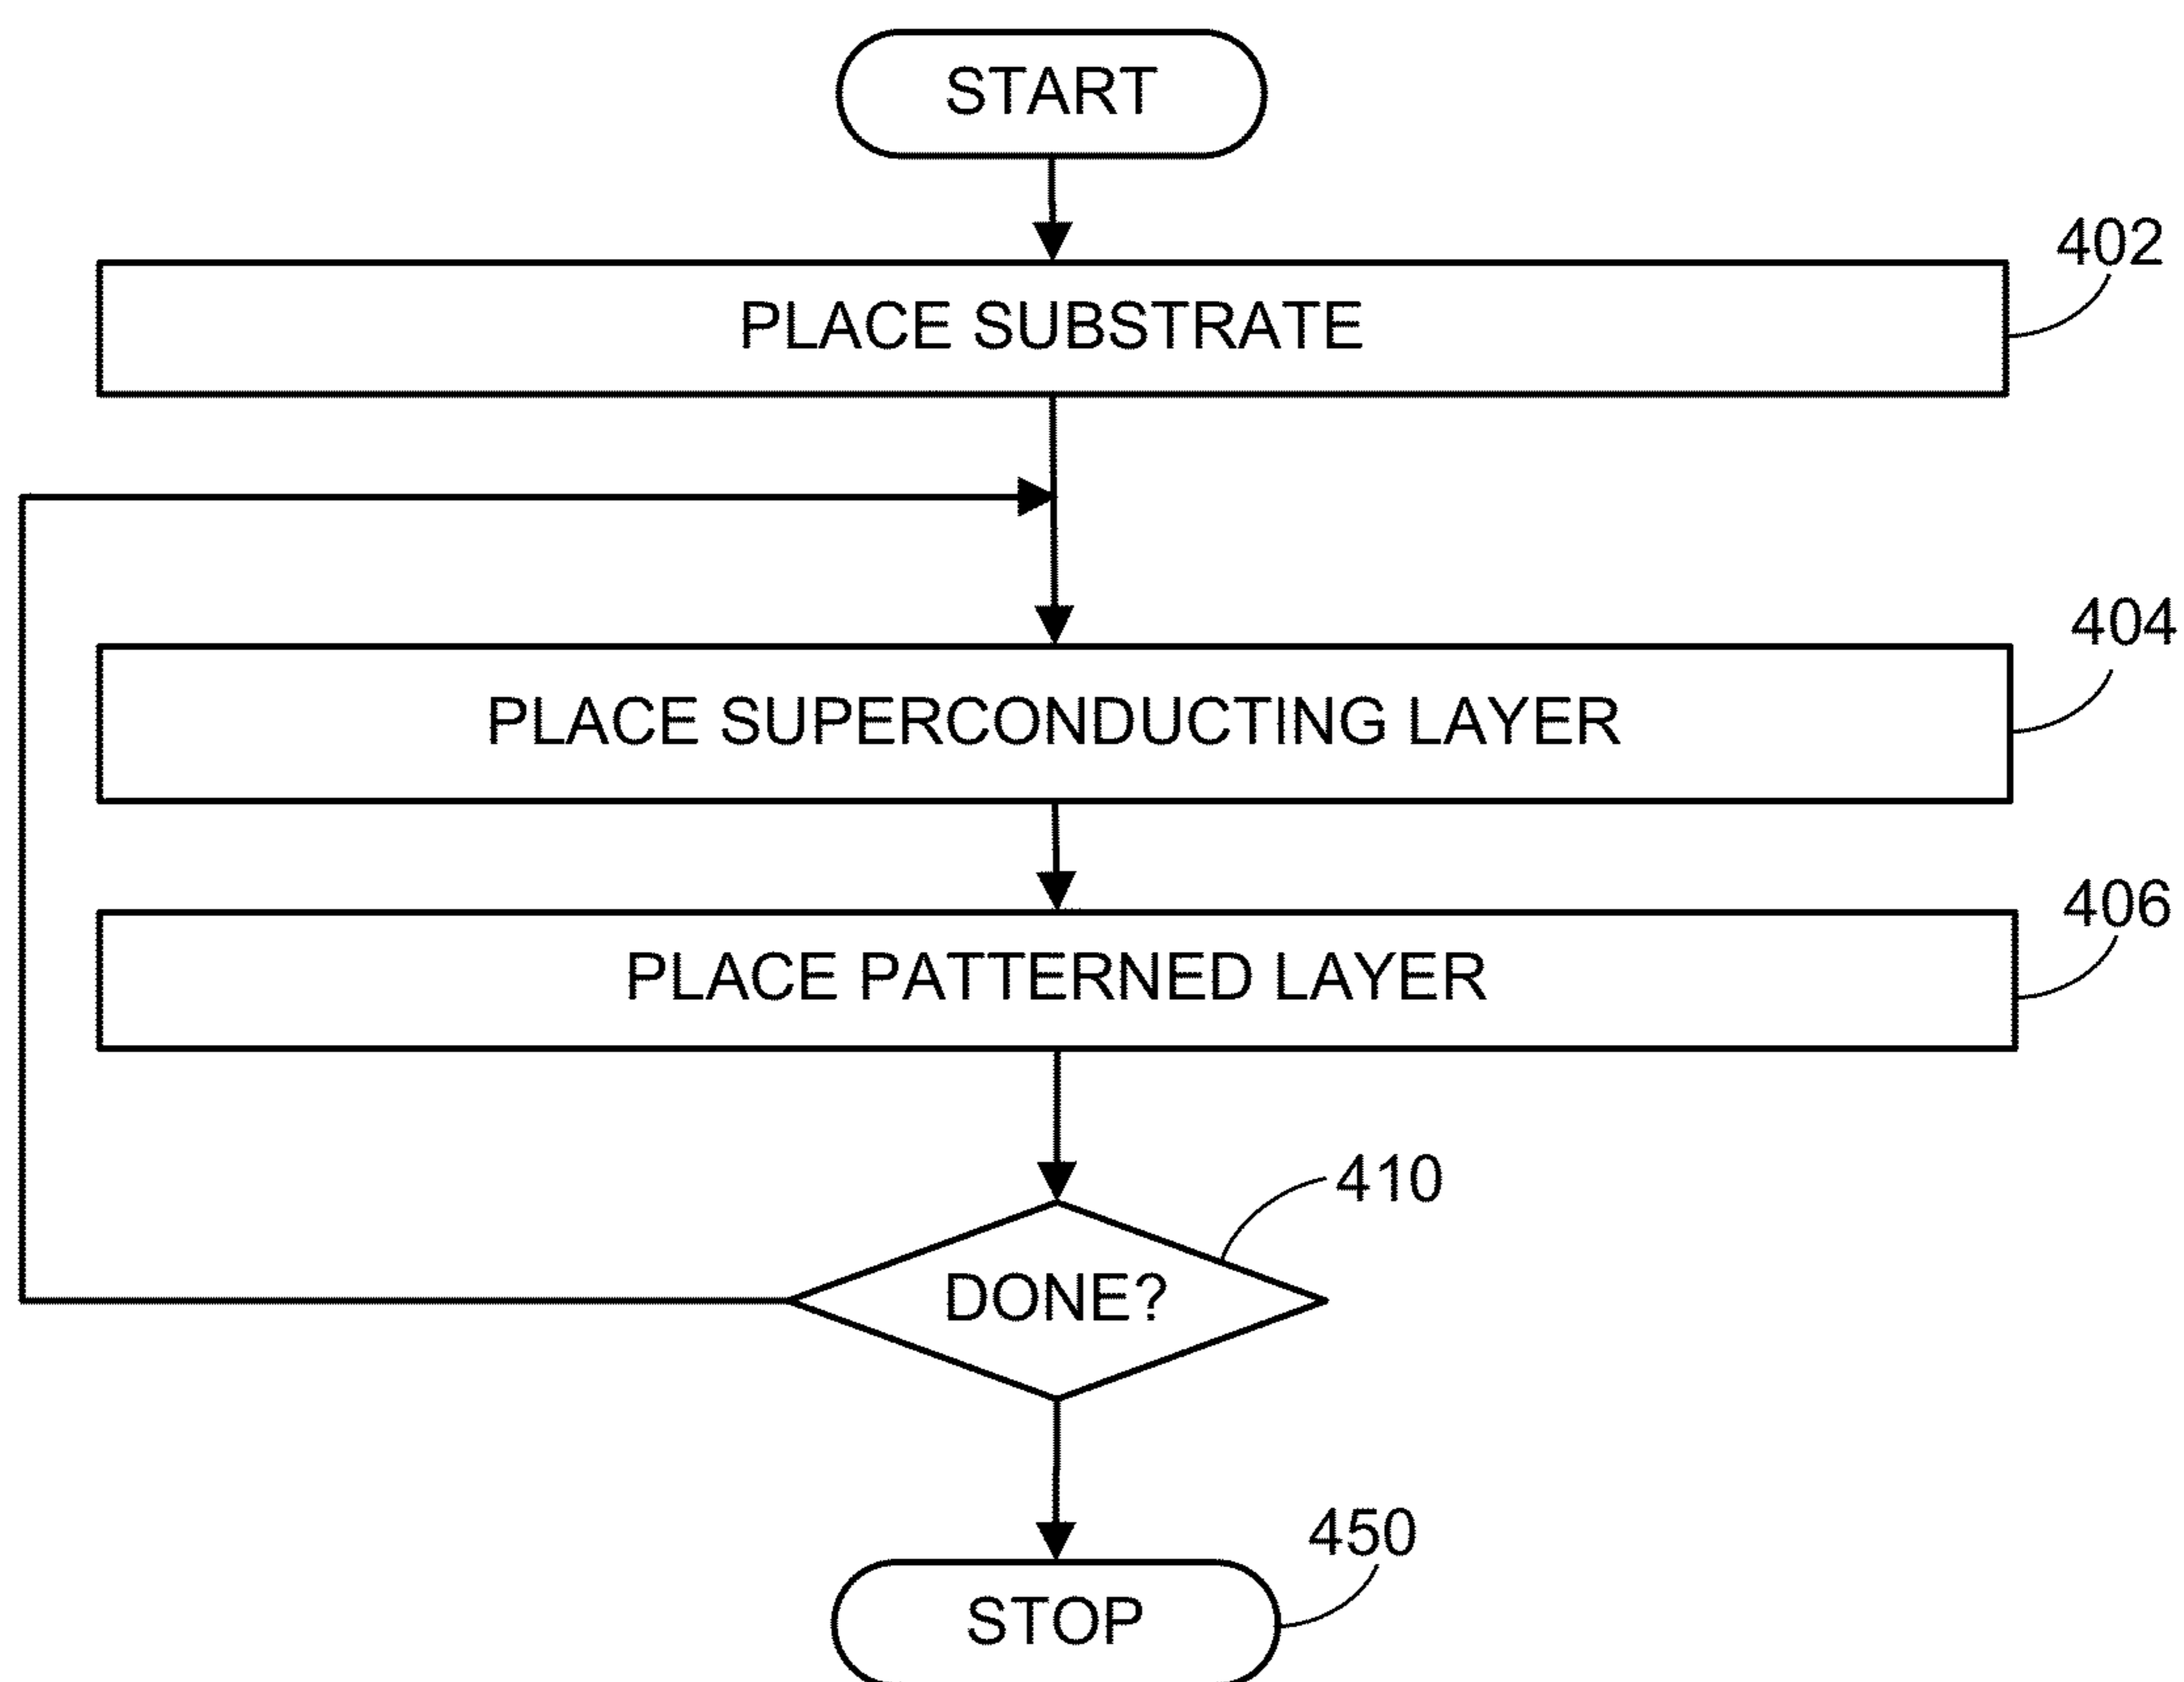 START
402
PLACE SUBSTRATE
404
PLACE SUPERCONDUCTING LAYER
406
PLACE PATTERNED LAYER
410
DONE?
450
STOP